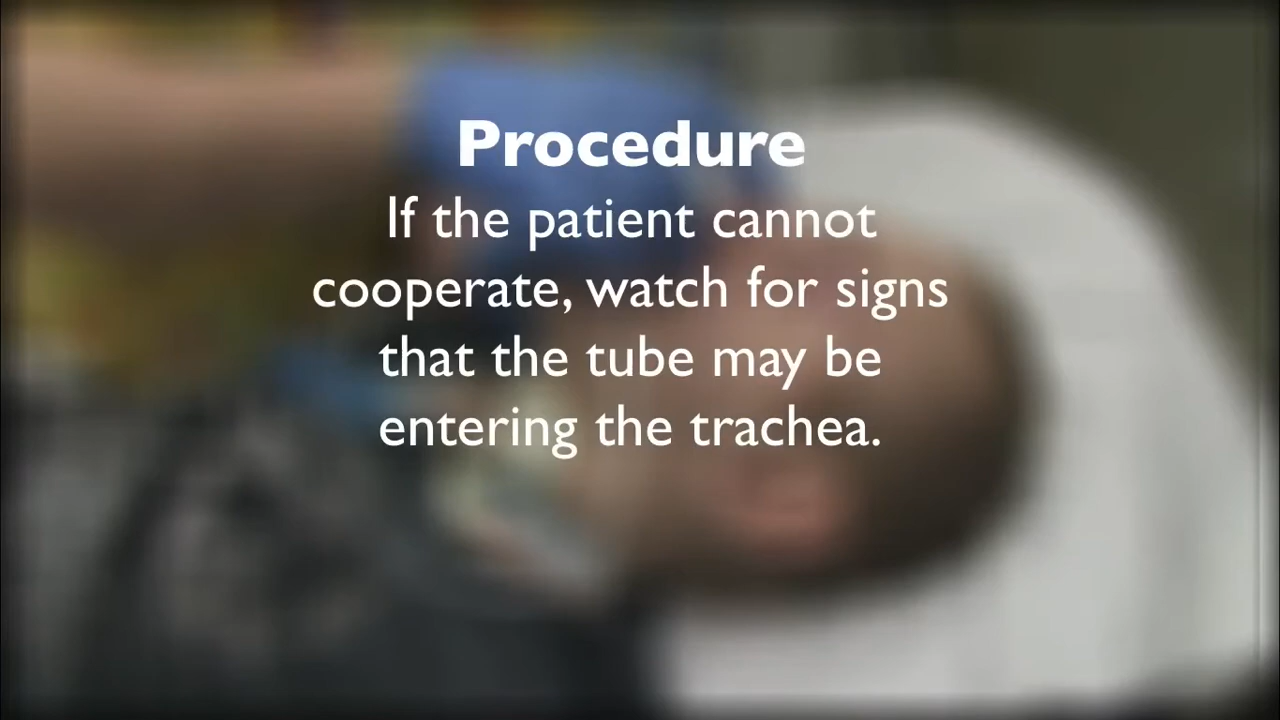 Procedure
If the patient cannot
cooperate, watch for signs
that the tube may be
entering the trachea.